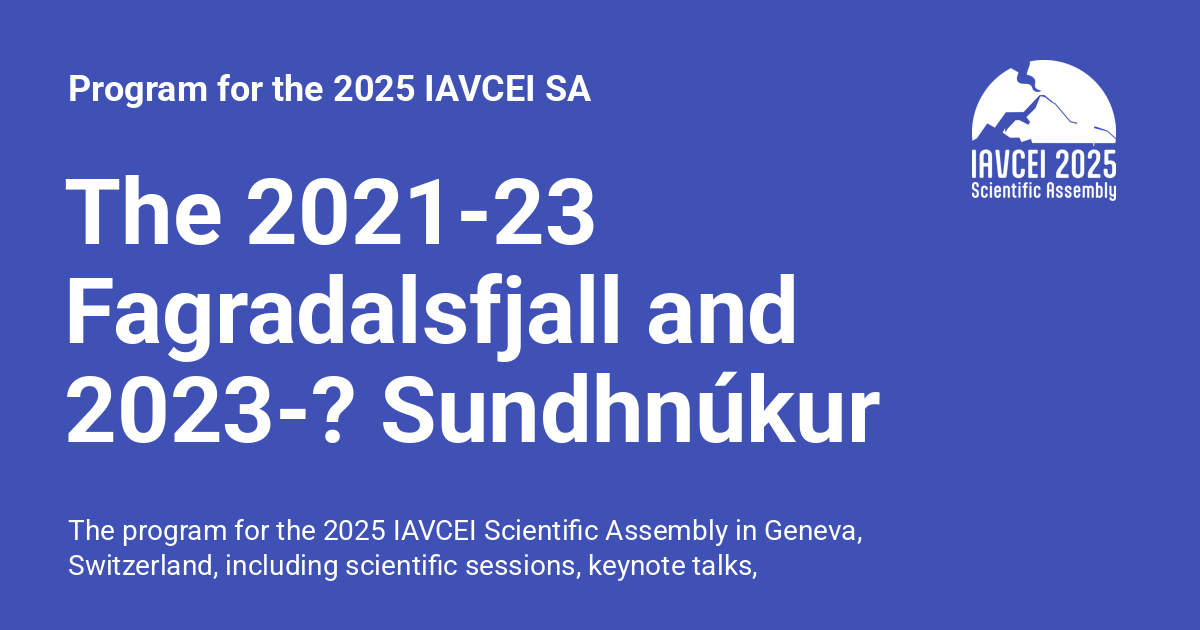 Program for the 2025 IAVCEI SA
IAVCEI 2025
Scientific Assembly
The 2021-23
Fagradalsfjall and
2023-? Sundhnúkur
The program for the 2025 IAVCEI Scientific Assembly in Geneva,
Switzerland, including scientific sessions, keynote talks,